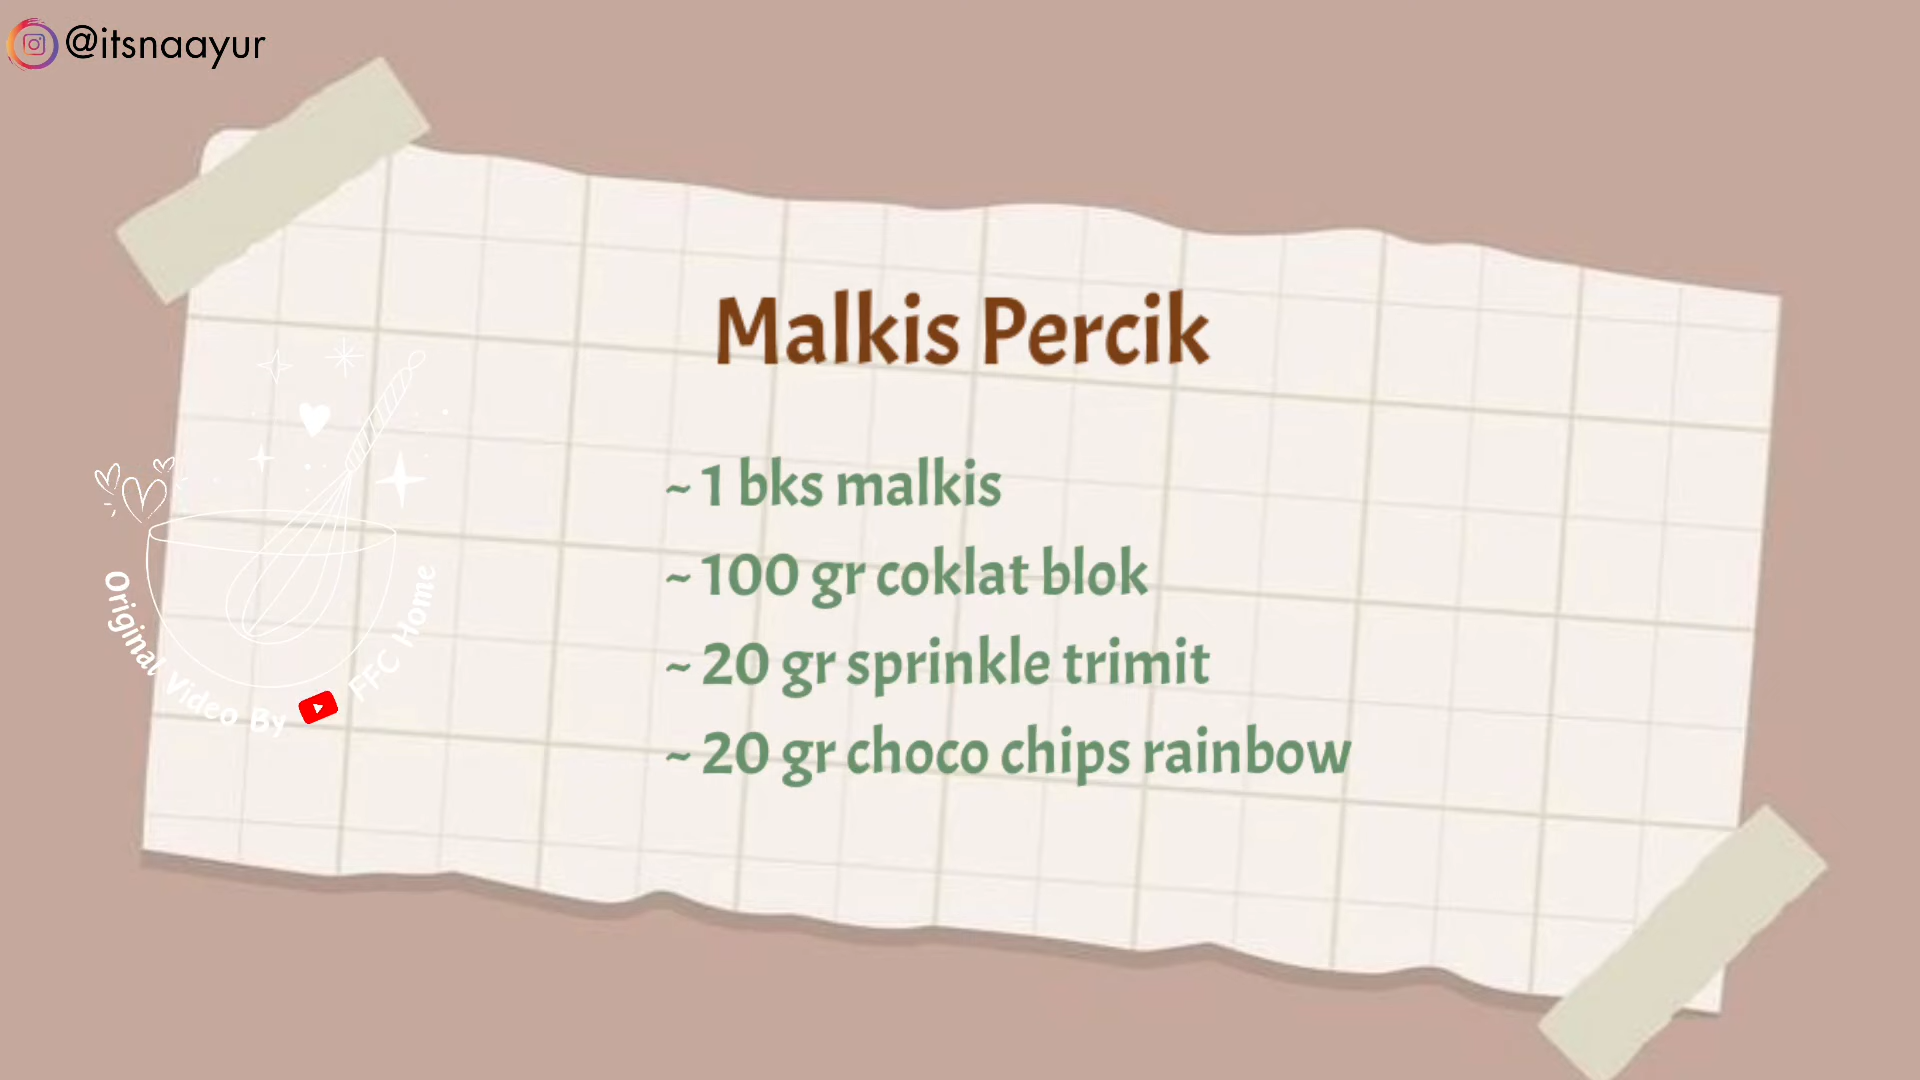 @itsnaayur
Malkis Percik
~ 1 bks malkis
~ 100 gr coklat blok
~ 20 gr sprinkle trimit
~ 20 gr choco chips rainbow
Original Video By FFC Home